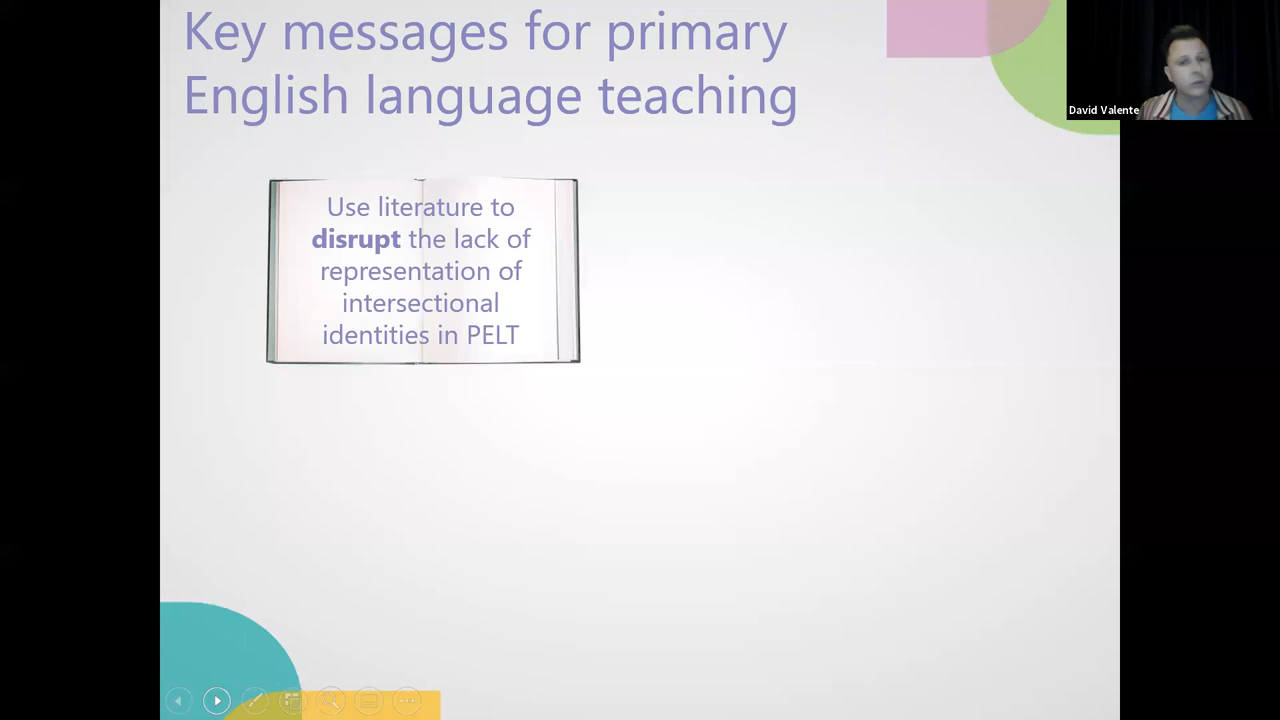 Key messages for primary
English language teaching
David Valente
Use literature to
disrupt the lack of
representation of
intersectional
identities in PELT